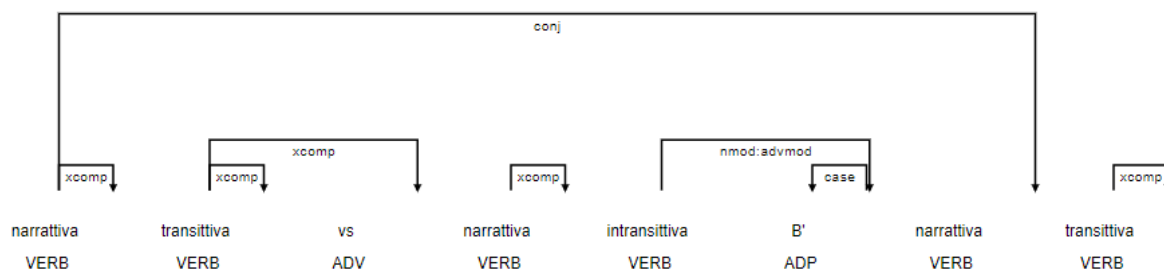 conj
xcomp nmod:advmod
xcomp xcomp xcomp case xcomp
narrattiva transittiva vs narrattiva intransittiva B' narrattiva transittiva
VERB VERB ADV VERB VERB ADP VERB VERB